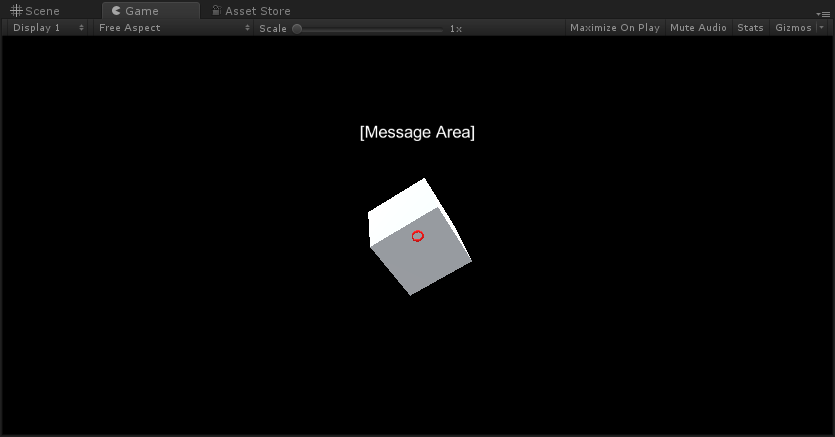 Scene Game Asset Store
Display 1 Free Aspect Scale 1x Maximize On Play Mute Audio Stats Gizmos
[Message Area]